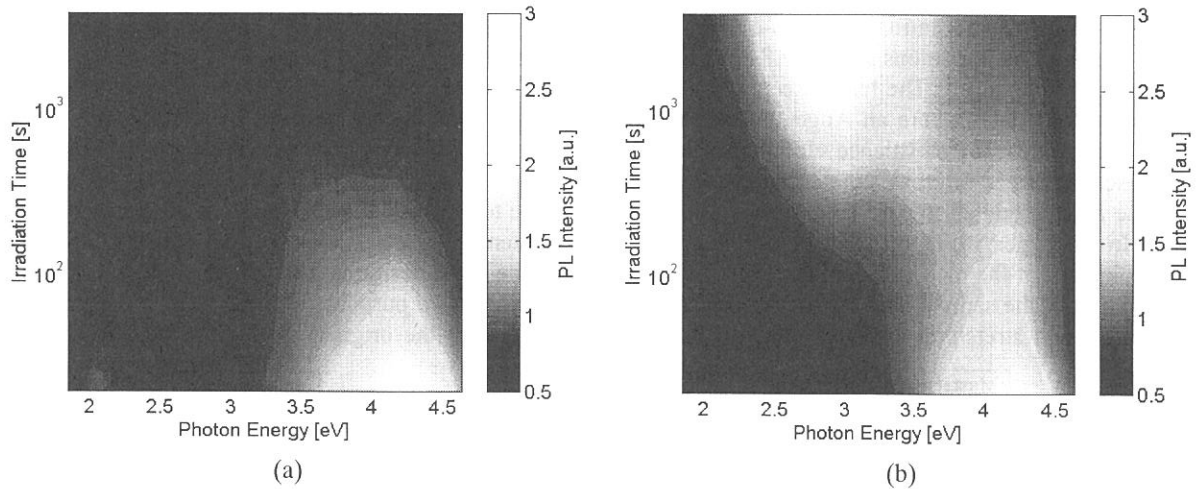 3
2.5
2
1.5
1
0.5
PL Intensity [a.u.]
10³
10²
Irradiation Time [s]
2 2.5 3 3.5 4 4.5
Photon Energy [eV]
(a)
3
2.5
2
1.5
1
0.5
PL Intensity [a.u.]
10³
10²
Irradiation Time [s]
2 2.5 3 3.5 4 4.5
Photon Energy [eV]
(b)